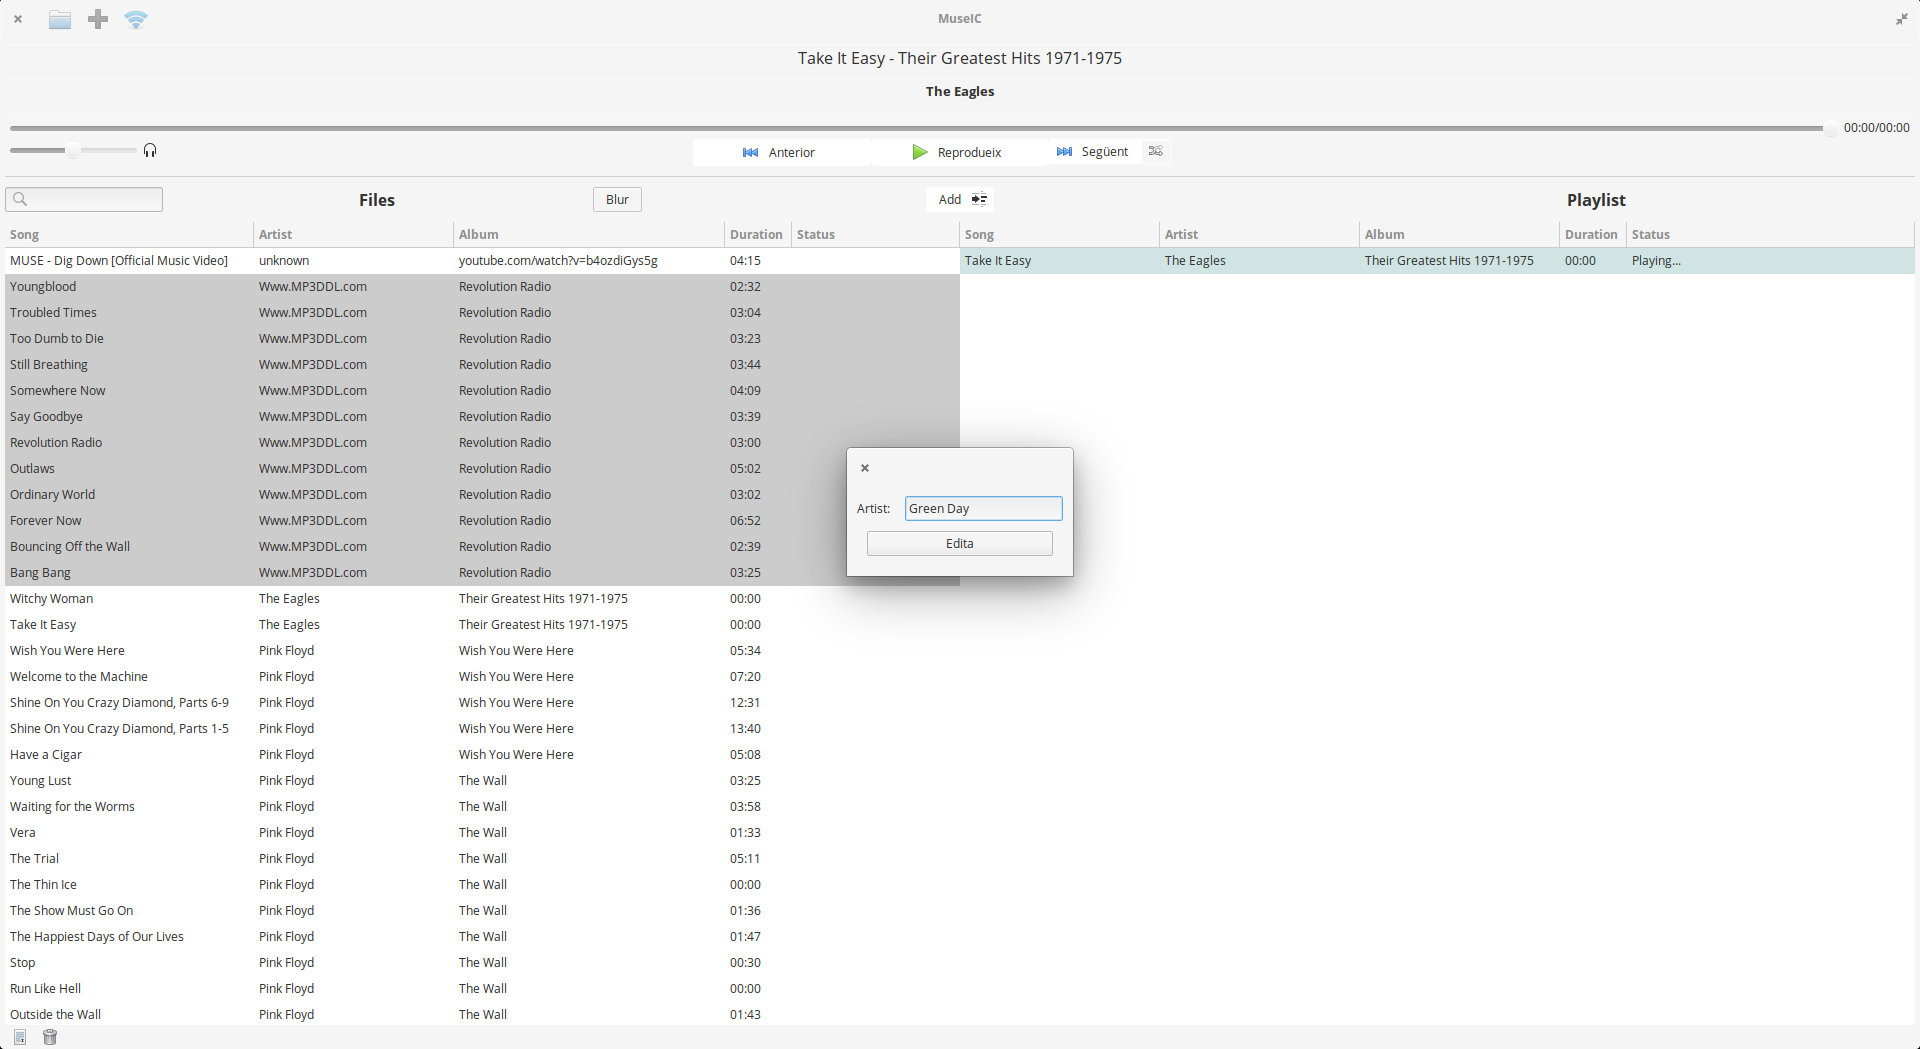 MuseIC
Take It Easy - Their Greatest Hits 1971-1975
The Eagles
00:00/00:00
Anterior Reprodueix Següent
Files Blur Add Playlist
Song Artist Album Duration Status Song Artist Album Duration Status
MUSE - Dig Down [Official Music Video] unknown youtube.com/watch?v=b4ozdiGys5g 04:15 Take It Easy The Eagles Their Greatest Hits 1971-1975 00:00 Playing...
Youngblood Www.MP3DDL.com Revolution Radio 02:32
Troubled Times Www.MP3DDL.com Revolution Radio 03:04
Too Dumb to Die Www.MP3DDL.com Revolution Radio 03:23
Still Breathing Www.MP3DDL.com Revolution Radio 03:44
Somewhere Now Www.MP3DDL.com Revolution Radio 04:09
Say Goodbye Www.MP3DDL.com Revolution Radio 03:39
Revolution Radio Www.MP3DDL.com Revolution Radio 03:00
Outlaws Www.MP3DDL.com Revolution Radio 05:02
Ordinary World Www.MP3DDL.com Revolution Radio 03:02
Forever Now Www.MP3DDL.com Revolution Radio 06:52
Bouncing Off the Wall Www.MP3DDL.com Revolution Radio 02:39
Bang Bang Www.MP3DDL.com Revolution Radio 03:25
Artist: Green Day
Edita
Witchy Woman The Eagles Their Greatest Hits 1971-1975 00:00
Take It Easy The Eagles Their Greatest Hits 1971-1975 00:00
Wish You Were Here Pink Floyd Wish You Were Here 05:34
Welcome to the Machine Pink Floyd Wish You Were Here 07:20
Shine On You Crazy Diamond, Parts 6-9 Pink Floyd Wish You Were Here 12:31
Shine On You Crazy Diamond, Parts 1-5 Pink Floyd Wish You Were Here 13:40
Have a Cigar Pink Floyd Wish You Were Here 05:08
Young Lust Pink Floyd The Wall 03:25
Waiting for the Worms Pink Floyd The Wall 03:58
Vera Pink Floyd The Wall 01:33
The Trial Pink Floyd The Wall 05:11
The Thin Ice Pink Floyd The Wall 00:00
The Show Must Go On Pink Floyd The Wall 01:36
The Happiest Days of Our Lives Pink Floyd The Wall 01:47
Stop Pink Floyd The Wall 00:30
Run Like Hell Pink Floyd The Wall 00:00
Outside the Wall Pink Floyd The Wall 01:43